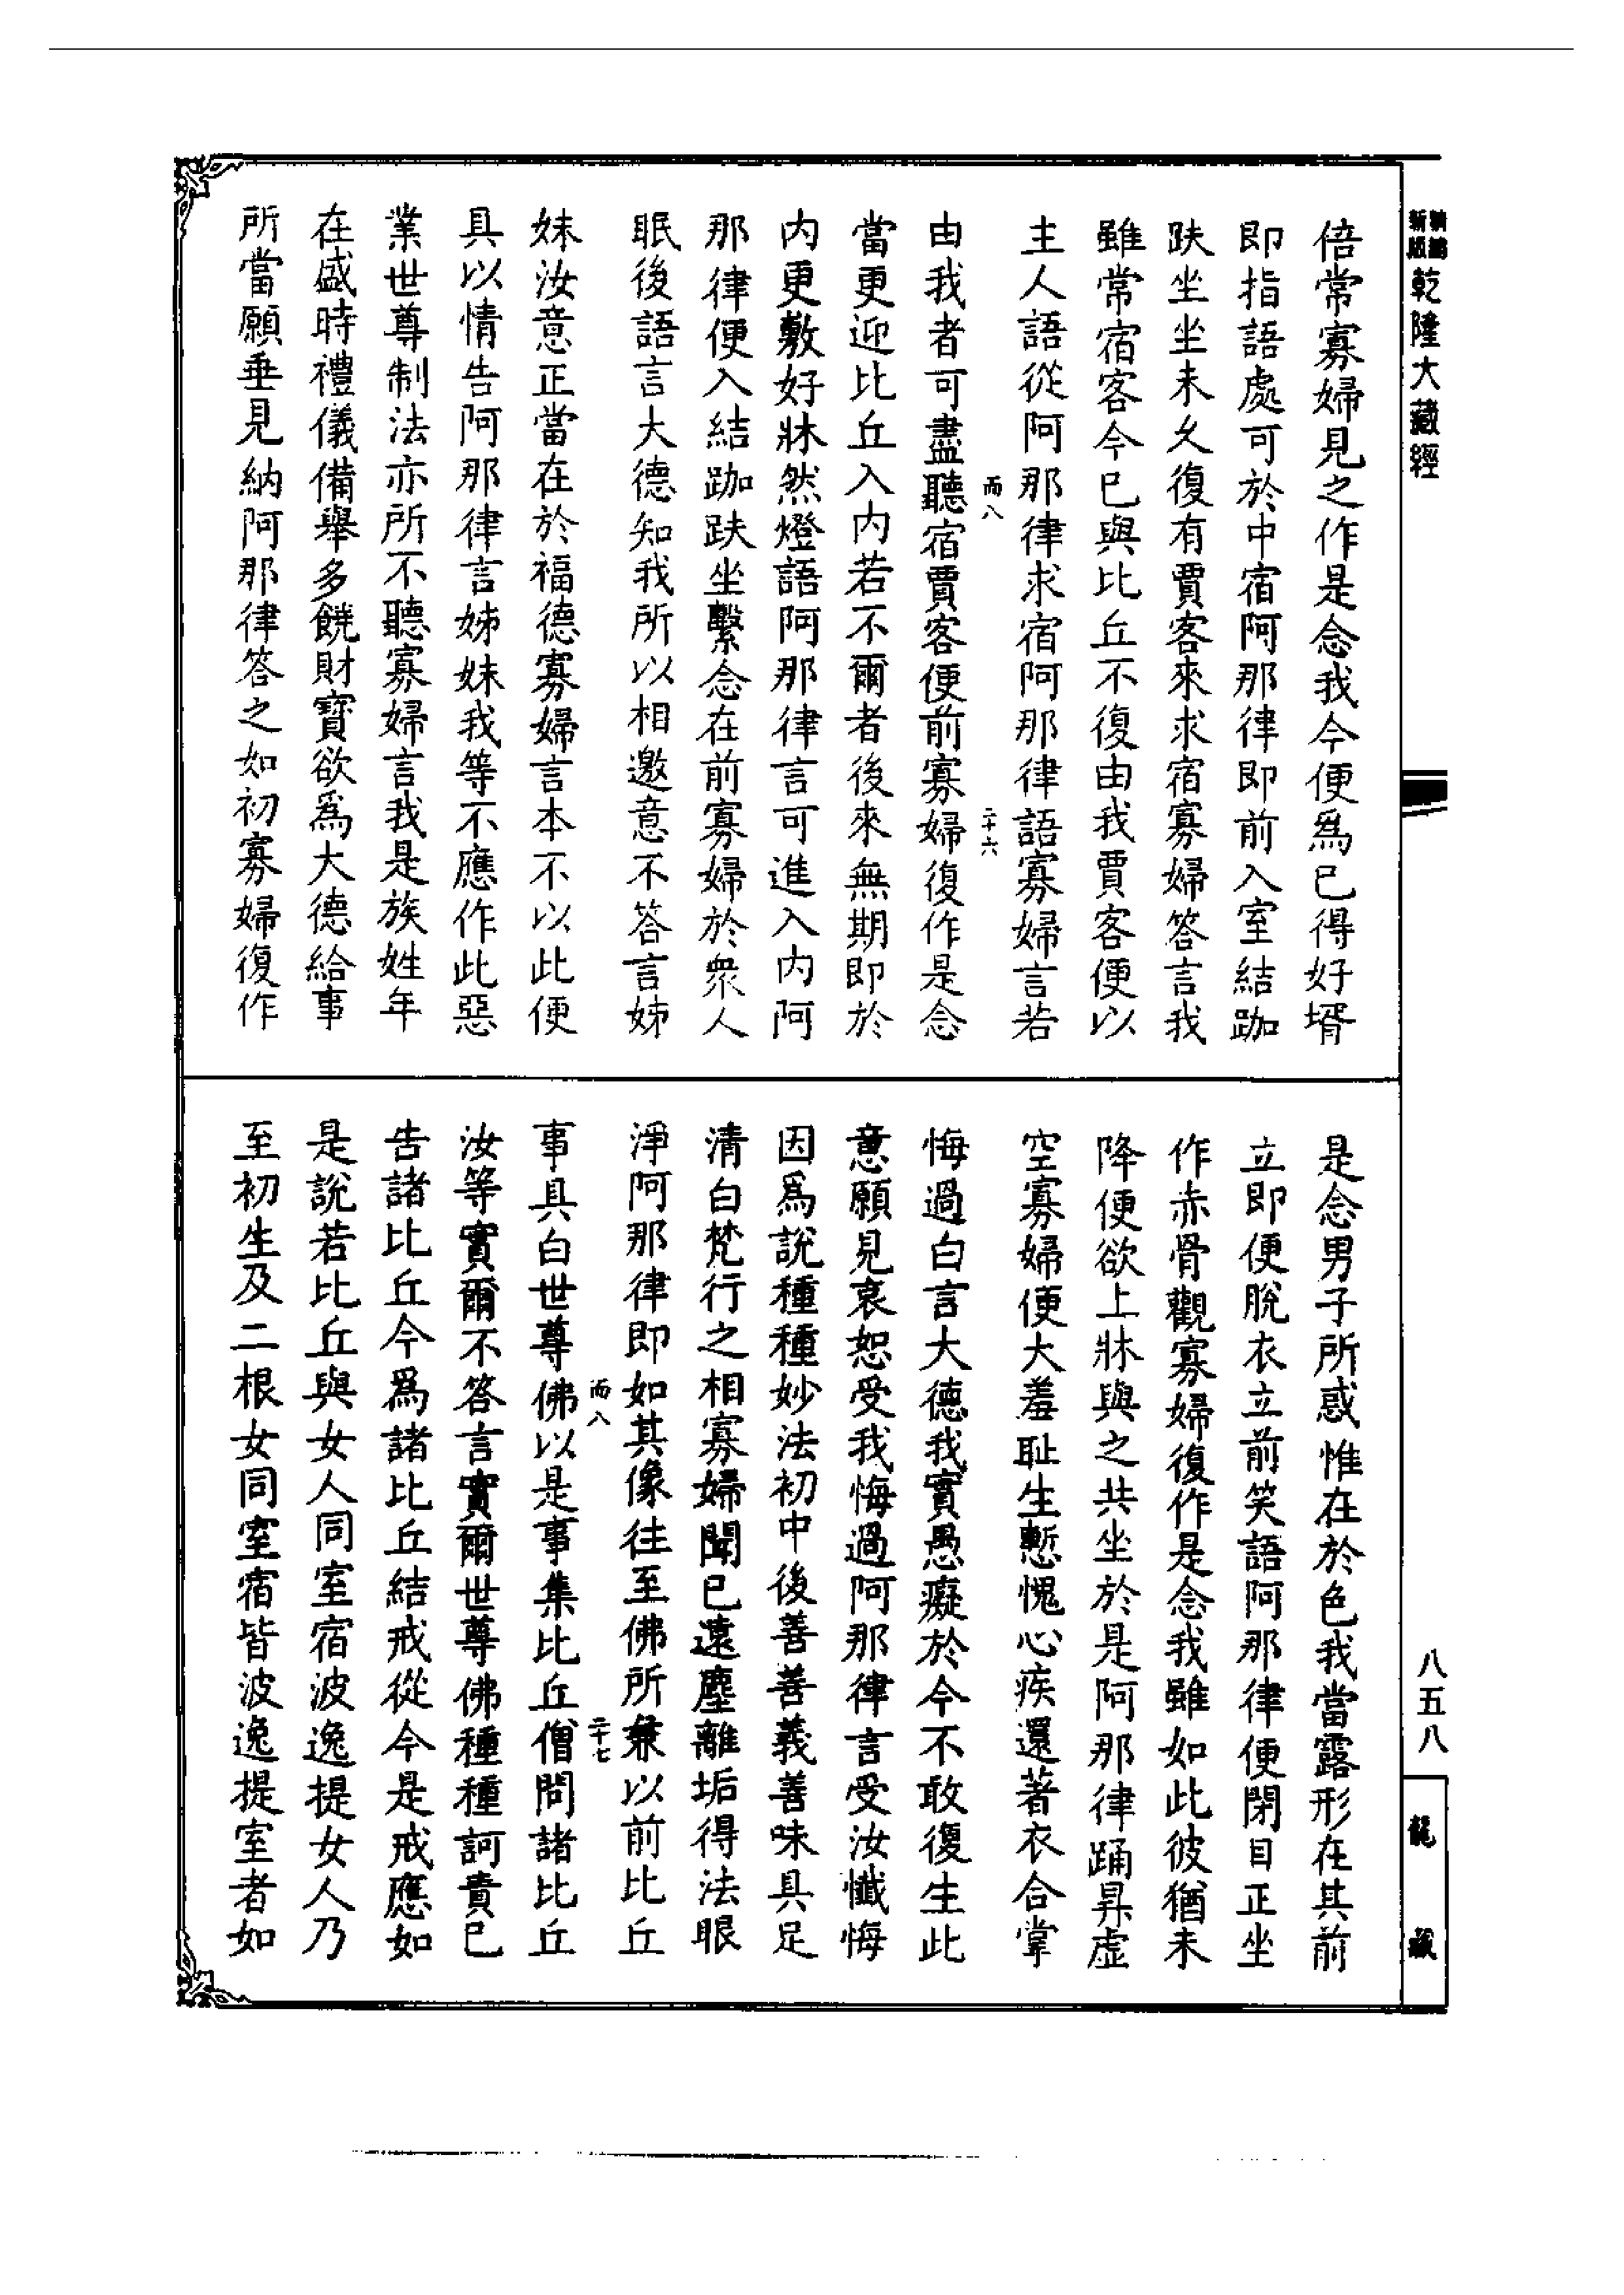 新編
新版
乾隆大藏經
倍常寡婦見之作是念我今便爲已得好壻
即指語處可於中宿阿那律即前入室結跏
趺坐坐未久復有賈客來求宿寡婦答言我
雖常宿客今已與比丘不復由我賈客便以
主人語從阿那律求宿阿那律語寡婦言若
而八
二十六
由我者可盡聽宿賈客便前寡婦復作是念
當更迎比丘入内若不爾者後來無期即於
内更敷好牀然燈語阿那律言可進入内阿
那律便入結跏趺坐繫念在前寡婦於衆人
眠後語言大德知我所以相邀意不答言姊
妹汝意正當在於福德寡婦言本不以此便
具以情告阿那律言姊妹我等不應作此惡
業世尊制法亦所不聽寡婦言我是族姓年
在盛時禮儀備舉多饒財寶欲爲大德給事
所當願垂見納阿那律答之如初寡婦復作
是念男子所惑惟在於色我當露形在其前
立即便脫衣立前笑語阿那律便閉目正坐
作赤骨觀寡婦復作是念我雖如此彼猶未
降便欲上牀與之共坐於是阿那律踊昇虛
空寡婦便大羞恥生慙愧心疾還著衣合掌
悔過白言大德我實愚癡於今不敢復生此
意願見哀恕受我悔過阿那律言受汝懺悔
因爲說種種妙法初中後善善義善味具足
清白梵行之相寡婦聞已遠塵離垢得法眼
淨阿那律即如其像往至佛所兼以前比丘
而八
二十七
事具白世尊佛以是事集比丘僧問諸比丘
汝等實爾不答言實爾世尊佛種種訶責已
告諸比丘今爲諸比丘結戒從今是戒應如
是說若比丘與女人同室宿波逸提女人乃
至初生及二根女同室宿皆波逸提室者如
八五八
龍藏